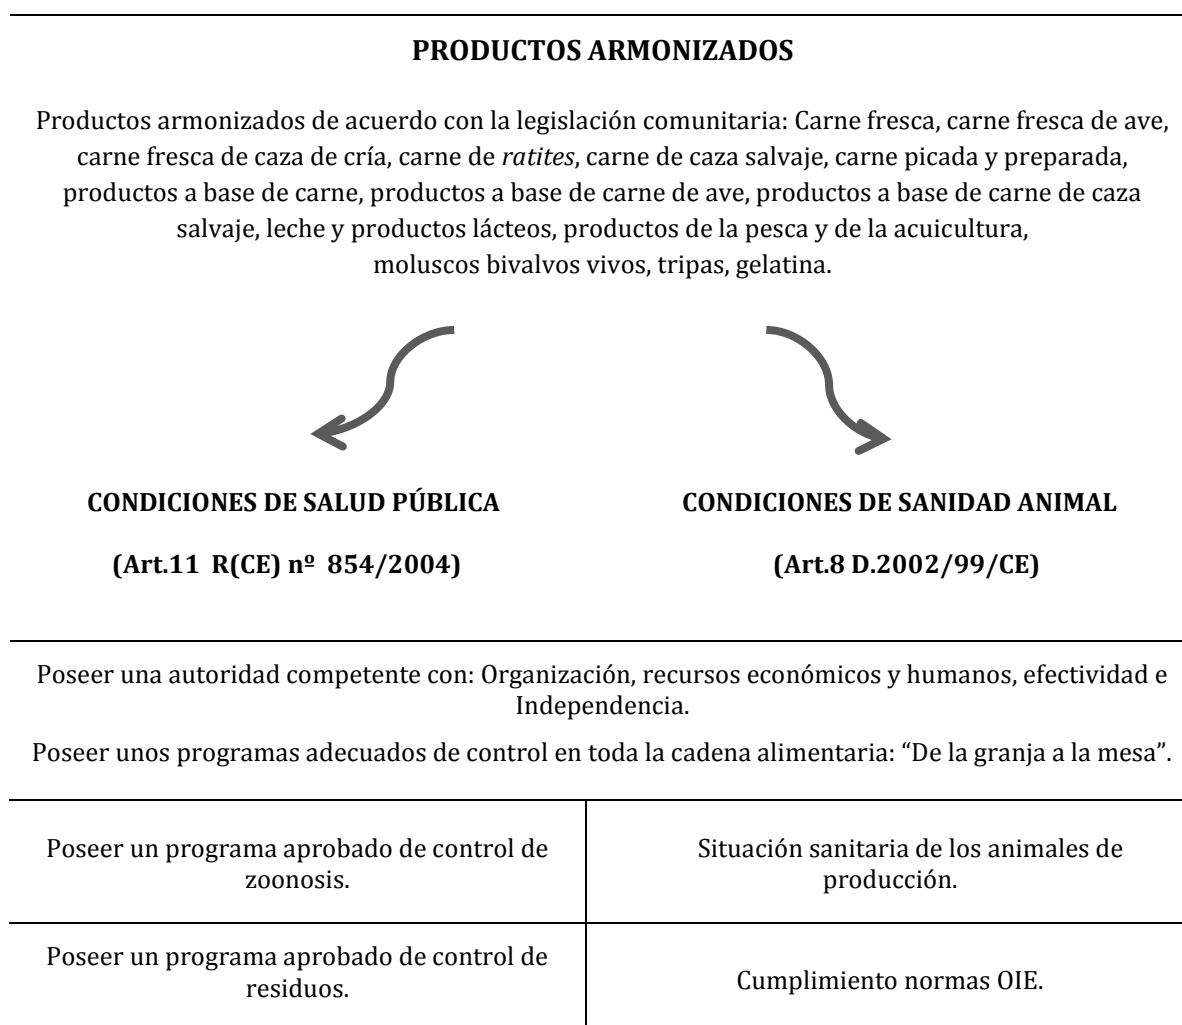 PRODUCTOS ARMONIZADOS
Productos armonizados de acuerdo con la legislación comunitaria: Carne fresca, carne fresca de ave,
carne fresca de caza de cría, carne de ratites, carne de caza salvaje, carne picada y preparada,
productos a base de carne, productos a base de carne de ave, productos a base de carne de caza
salvaje, leche y productos lácteos, productos de la pesca y de la acuicultura,
moluscos bivalvos vivos, tripas, gelatina.
CONDICIONES DE SALUD PÚBLICA
(Art.11 R(CE) nº 854/2004)
CONDICIONES DE SANIDAD ANIMAL
(Art.8 D.2002/99/CE)
Poseer una autoridad competente con: Organización, recursos económicos y humanos, efectividad e
Independencia.
Poseer unos programas adecuados de control en toda la cadena alimentaria: “De la granja a la mesa”.
Poseer un programa aprobado de control de
zoonosis.
Situación sanitaria de los animales de
producción.
Poseer un programa aprobado de control de
residuos.
Cumplimiento normas OIE.